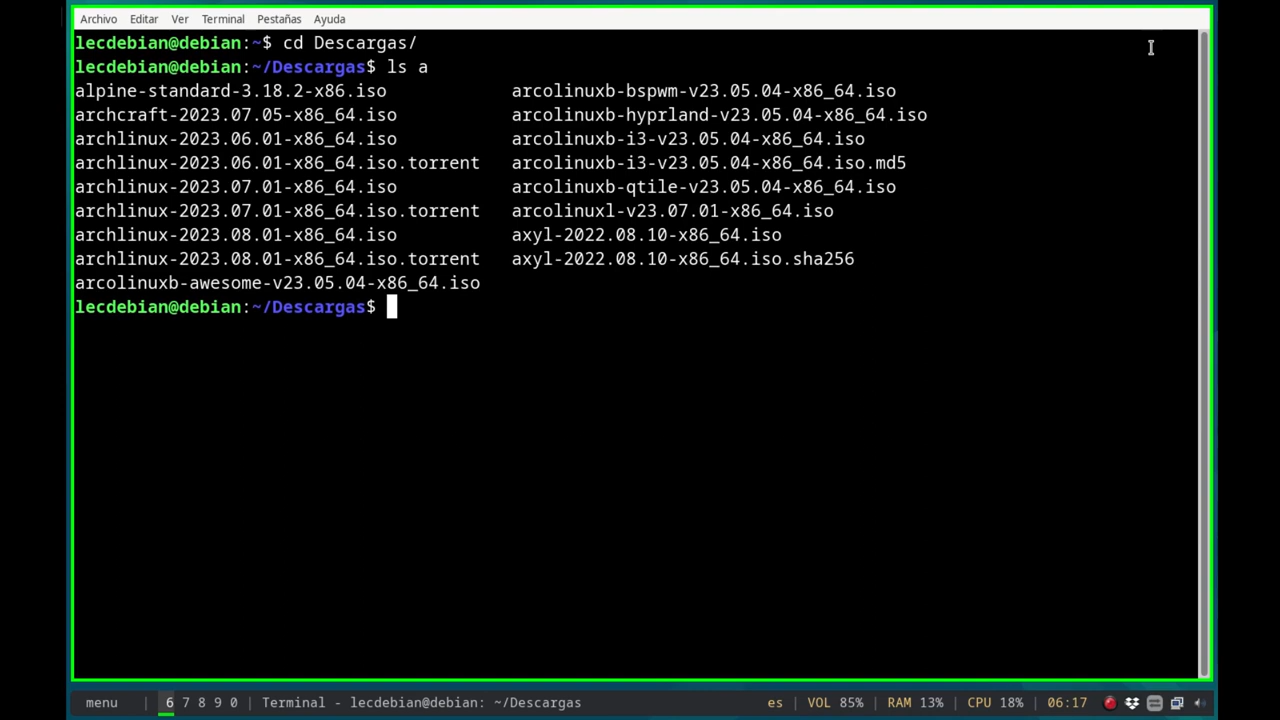 Archivo Editar Ver Terminal Pestañas Ayuda
lecdebian@debian:~$ cd Descargas/
lecdebian@debian:~/Descargas$ ls a
alpine-standard-3.18.2-x86.iso arcolinuxb-bspwm-v23.05.04-x86_64.iso
archcraft-2023.07.05-x86_64.iso arcolinuxb-hyprland-v23.05.04-x86_64.iso
archlinux-2023.06.01-x86_64.iso arcolinuxb-i3-v23.05.04-x86_64.iso
archlinux-2023.06.01-x86_64.iso.torrent arcolinuxb-i3-v23.05.04-x86_64.iso.md5
archlinux-2023.07.01-x86_64.iso arcolinuxb-qtile-v23.05.04-x86_64.iso
archlinux-2023.07.01-x86_64.iso.torrent arcolinuxl-v23.07.01-x86_64.iso
archlinux-2023.08.01-x86_64.iso axyl-2022.08.10-x86_64.iso
archlinux-2023.08.01-x86_64.iso.torrent axyl-2022.08.10-x86_64.iso.sha256
arcolinuxb-awesome-v23.05.04-x86_64.iso
lecdebian@debian:~/Descargas$
menu | 6 7 8 9 0 | Terminal - lecdebian@debian: ~/Descargas es | VOL 85% | RAM 13% | CPU 18% | 06:17